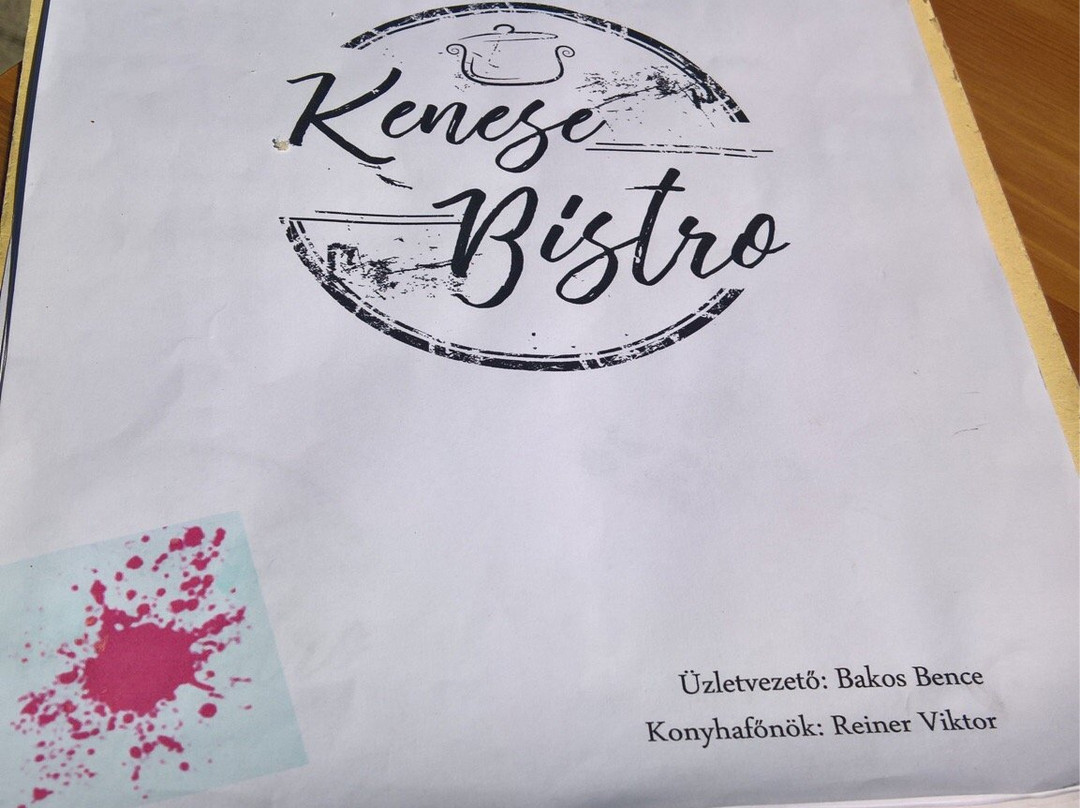 Kenese
Bistro
Üzletvezető: Bakos Bence
Konyhafőnök: Reiner Viktor